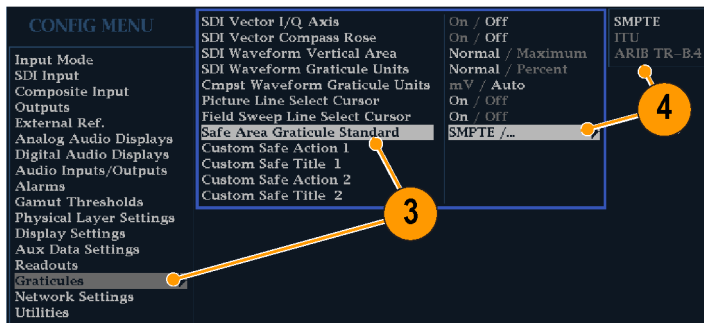 CONFIG MENU
Input Mode
SDI Input
Composite Input
Outputs
External Ref.
Analog Audio Displays
Digital Audio Displays
Audio Inputs/Outputs
Alarms
Gamut Thresholds
Physical Layer Settings
Display Settings
Aux Data Settings
Readouts
Graticules
Network Settings
Utilities
SDI Vector I/Q Axis On / Off
SDI Vector Compass Rose On / Off
SDI Waveform Vertical Area Normal / Maximum
SDI Waveform Graticule Units Normal / Percent
Cmpst Waveform Graticule Units mV / Auto
Picture Line Select Cursor On / Off
Field Sweep Line Select Cursor On / Off
Safe Area Graticule Standard SMPTE /...
Custom Safe Action 1
Custom Safe Title 1
Custom Safe Action 2
Custom Safe Title 2
SMPTE
ITU
ARIB TR-B.4
3
4